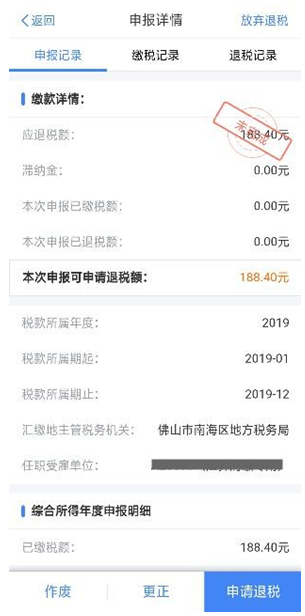 返回 申报详情 放弃退税
申报记录 缴税记录 退税记录
缴款详情：
应退税额： 188.40元
未完成
滞纳金： 0.00元
本次申报已缴税额： 0.00元
本次申报已退税额： 0.00元
本次申报可申请退税额： 188.40元
税款所属年度： 2019
税款所属期起： 2019-01
税款所属期止： 2019-12
汇缴地主管税务机关： 佛山市南海区地方税务局
任职受雇单位：
综合所得年度申报明细
已缴税额： 188.40元
作废 更正 申请退税